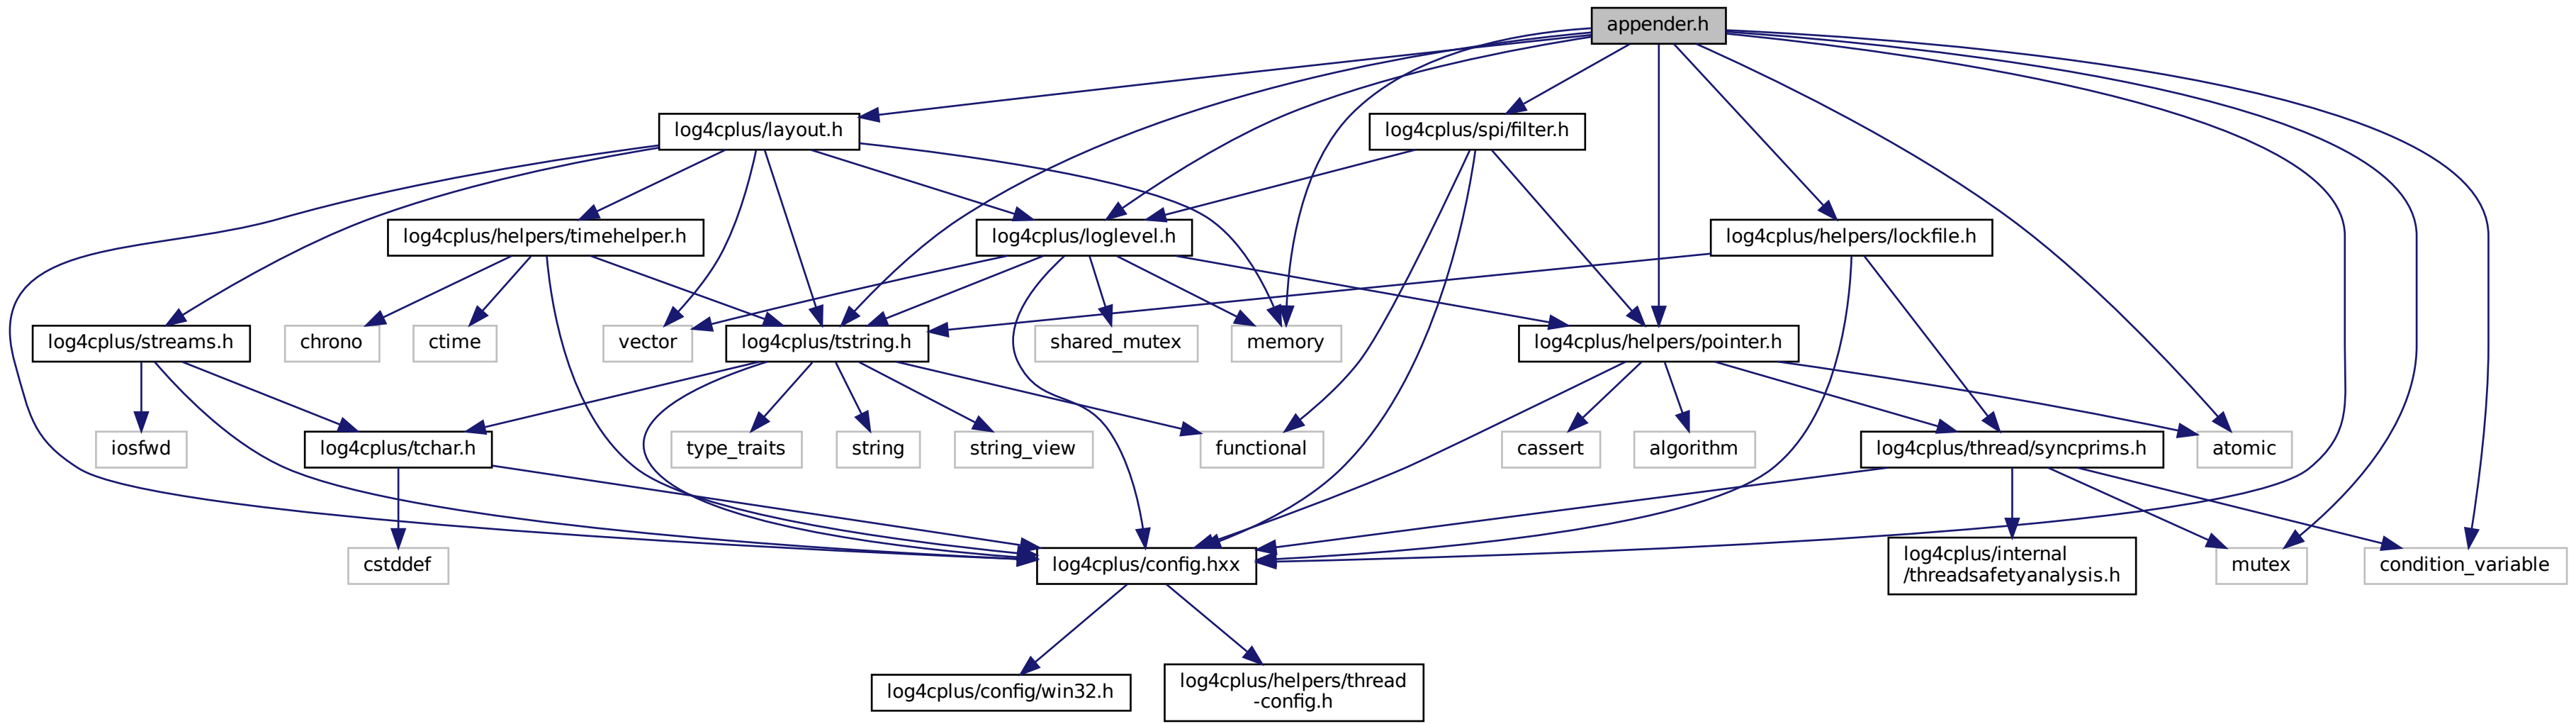 appender.h
log4cplus/layout.h
log4cplus/spi/filter.h
log4cplus/helpers/timehelper.h
log4cplus/loglevel.h
log4cplus/helpers/lockfile.h
log4cplus/streams.h
chrono
ctime
vector
log4cplus/tstring.h
shared_mutex
memory
log4cplus/helpers/pointer.h
iosfwd
log4cplus/tchar.h
type_traits
string
string_view
functional
cassert
algorithm
log4cplus/thread/syncprims.h
atomic
cstddef
log4cplus/config.hxx
log4cplus/internal
/threadsafetyanalysis.h
mutex
condition_variable
log4cplus/config/win32.h
log4cplus/helpers/thread
-config.h